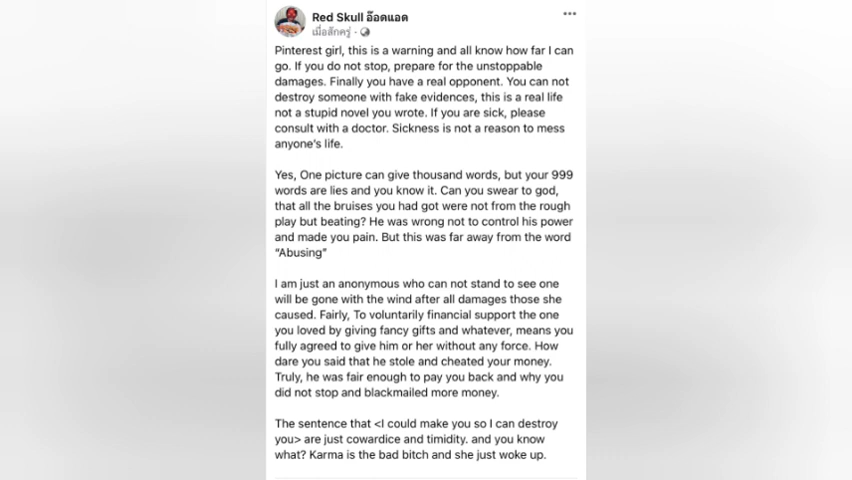 Red Skull อ๊อดแอด
เมื่อสักครู่ ·
Pinterest girl, this is a warning and all know how far I can
go. If you do not stop, prepare for the unstoppable
damages. Finally you have a real opponent. You can not
destroy someone with fake evidences, this is a real life
not a stupid novel you wrote. If you are sick, please
consult with a doctor. Sickness is not a reason to mess
anyone's life.
Yes, One picture can give thousand words, but your 999
words are lies and you know it. Can you swear to god,
that all the bruises you had got were not from the rough
play but beating? He was wrong not to control his power
and made you pain. But this was far away from the word
“Abusing”
I am just an anonymous who can not stand to see one
will be gone with the wind after all damages those she
caused. Fairly, To voluntarily financial support the one
you loved by giving fancy gifts and whatever, means you
fully agreed to give him or her without any force. How
dare you said that he stole and cheated your money.
Truly, he was fair enough to pay you back and why you
did not stop and blackmailed more money.
The sentence that <I could make you so I can destroy
you> are just cowardice and timidity. and you know
what? Karma is the bad bitch and she just woke up.